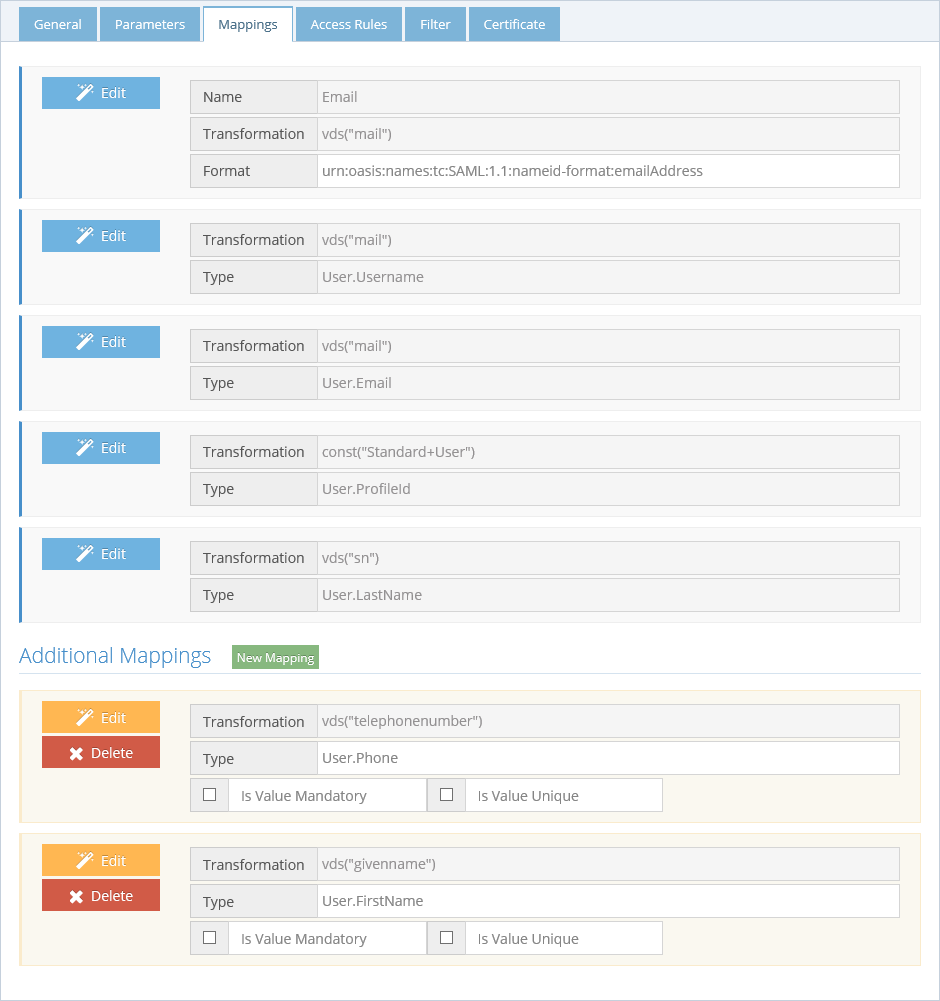 General Parameters Mappings Access Rules Filter Certificate
Edit Name Email
Transformation vds("mail")
Format urn:oasis:names:tc:SAML:1.1:nameid-format:emailAddress
Edit Transformation vds("mail")
Type User.Username
Edit Transformation vds("mail")
Type User.Email
Edit Transformation const("Standard+User")
Type User.ProfileId
Edit Transformation vds("sn")
Type User.LastName
Additional Mappings New Mapping
Edit Transformation vds("telephonenumber")
Delete Type User.Phone
Is Value Mandatory Is Value Unique
Edit Transformation vds("givenname")
Delete Type User.FirstName
Is Value Mandatory Is Value Unique